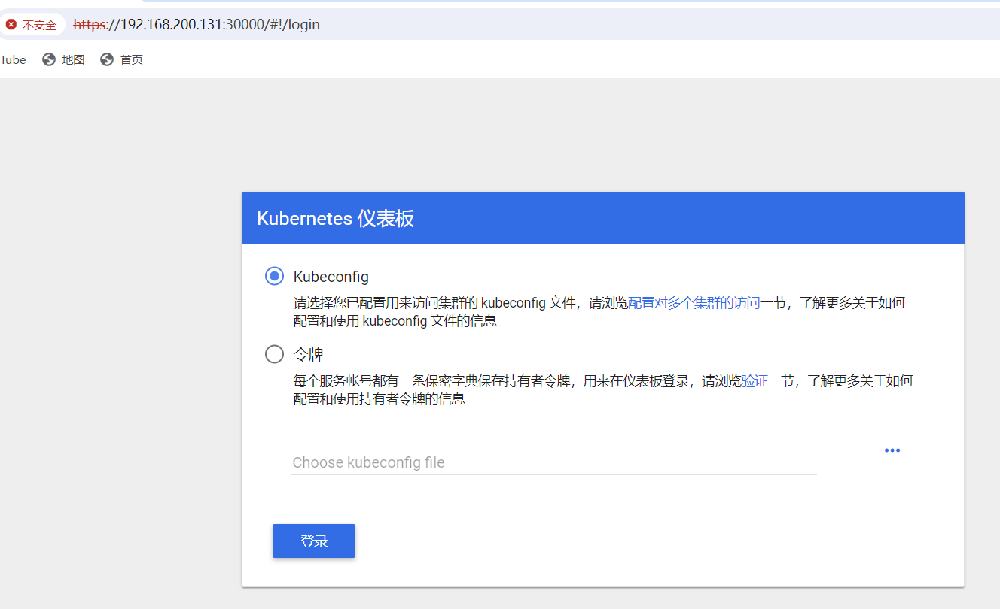 不安全 https://192.168.200.131:30000/#!/login
Tube 地图 首页
Kubernetes 仪表板
Kubeconfig
请选择您已配置用来访问集群的 kubeconfig 文件，请浏览配置对多个集群的访问一节，了解更多关于如何
配置和使用 kubeconfig 文件的信息
令牌
每个服务帐号都有一条保密字典保存持有者令牌，用来在仪表板登录，请浏览验证一节，了解更多关于如何
配置和使用持有者令牌的信息
Choose kubeconfig file
登录